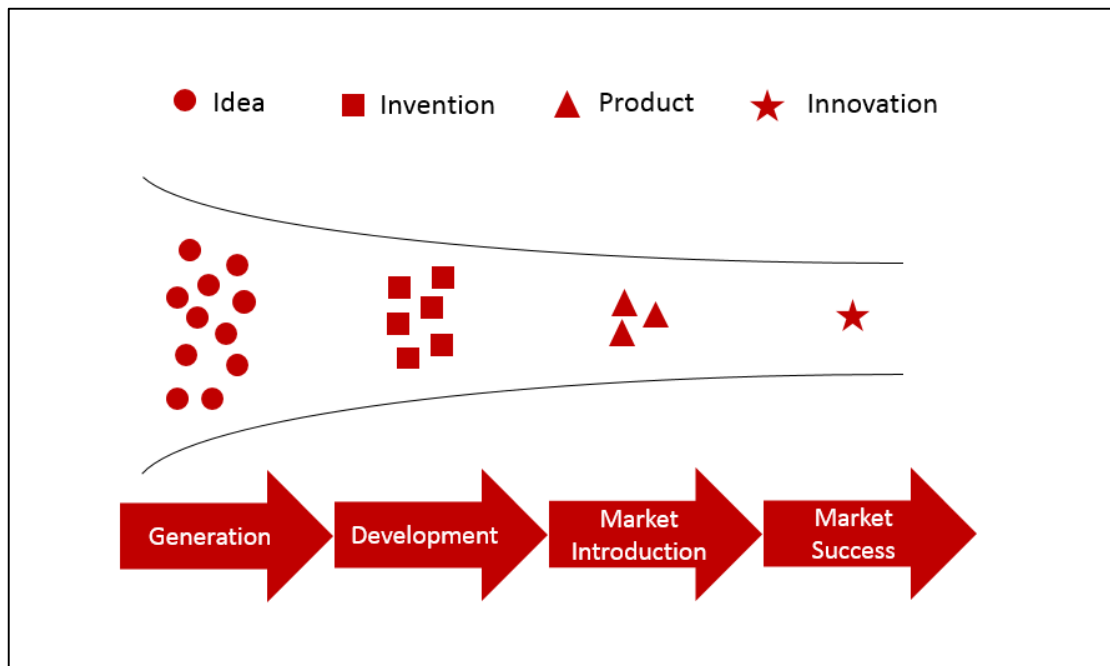 Idea
Invention
Product
Innovation
Generation
Development
Market
Introduction
Market
Success